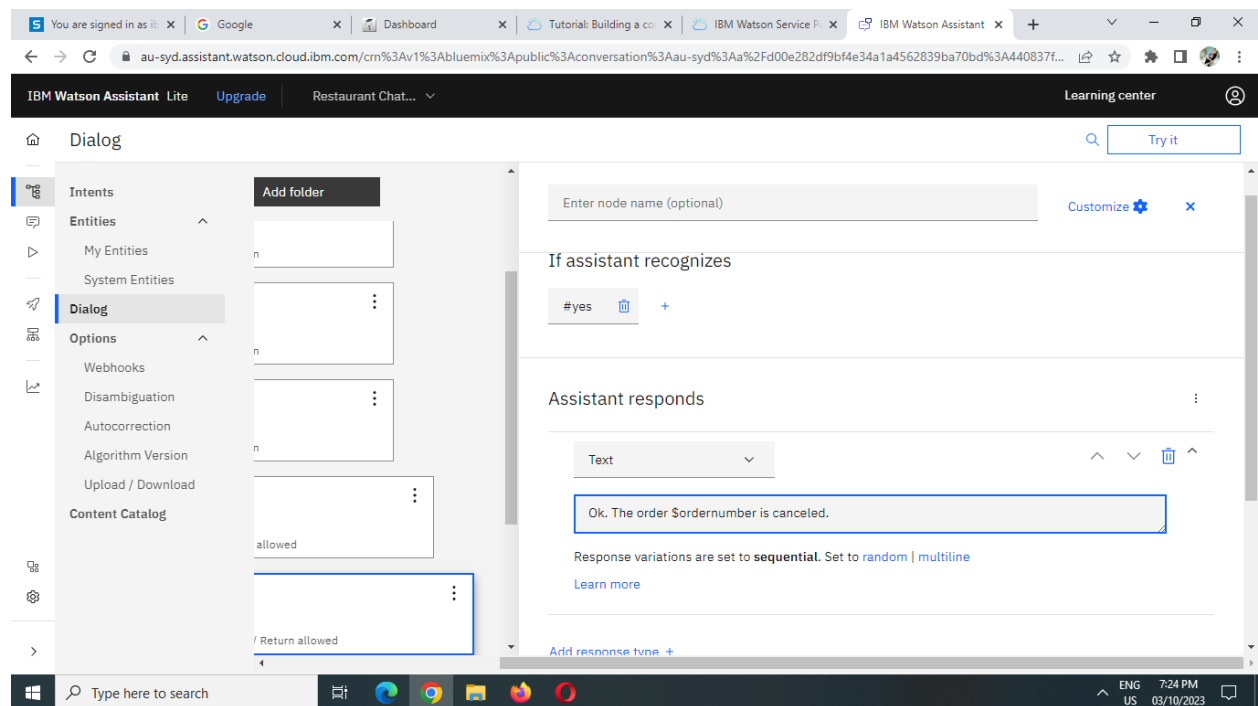 You are signed in as ib
Google
Dashboard
Tutorial: Building a con
IBM Watson Service P
IBM Watson Assistant
au-syd.assistant.watson.cloud.ibm.com/crn%3Av1%3Abluemix%3Apublic%3Aconversation%3Aau-syd%3Aa%2Fd00e282df9bf4e34a1a4562839ba70bd%3A440837f...
IBM Watson Assistant Lite Upgrade Restaurant Chat... Learning center
Dialog Try it
Intents
Entities
My Entities
System Entities
Dialog
Options
Webhooks
Disambiguation
Autocorrection
Algorithm Version
Upload / Download
Content Catalog
Add folder
n
n
n
allowed
/ Return allowed
Enter node name (optional) Customize
If assistant recognizes
#yes +
Assistant responds
Text
Ok. The order $ordernumber is canceled.
Response variations are set to sequential. Set to random | multiline
Learn more
Add response type +
Type here to search
ENG 7:24 PM
US 03/10/2023